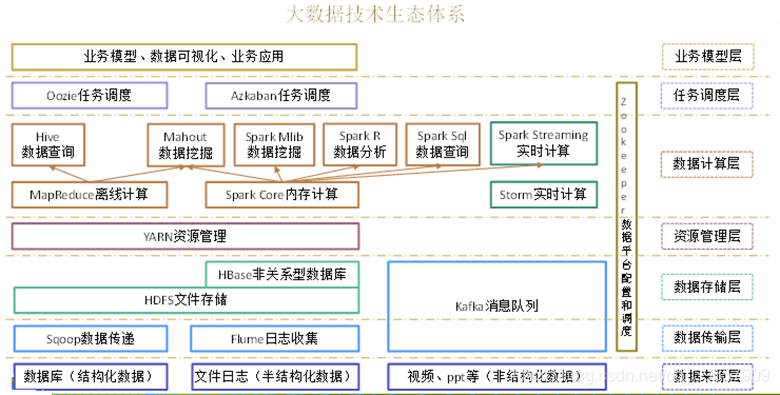 大数据技术生态体系
业务模型、数据可视化、业务应用
业务模型层
Oozie任务调度
Azkaban任务调度
任务调度层
Hive
数据查询
Mahout
数据挖掘
Spark Mlib
数据挖掘
Spark R
数据分析
Spark Sql
数据查询
Spark Streaming
实时计算
数据计算层
MapReduce离线计算
Spark Core内存计算
Storm实时计算
YARN资源管理
资源管理层
HBase非关系型数据库
HDFS文件存储
Kafka消息队列
数据存储层
Sqoop数据传递
Flume日志收集
数据传输层
Zookeeper数据平台配置和调度
数据库（结构化数据）
文件日志（半结构化数据）
视频、ppt等（非结构化数据）
数据来源层